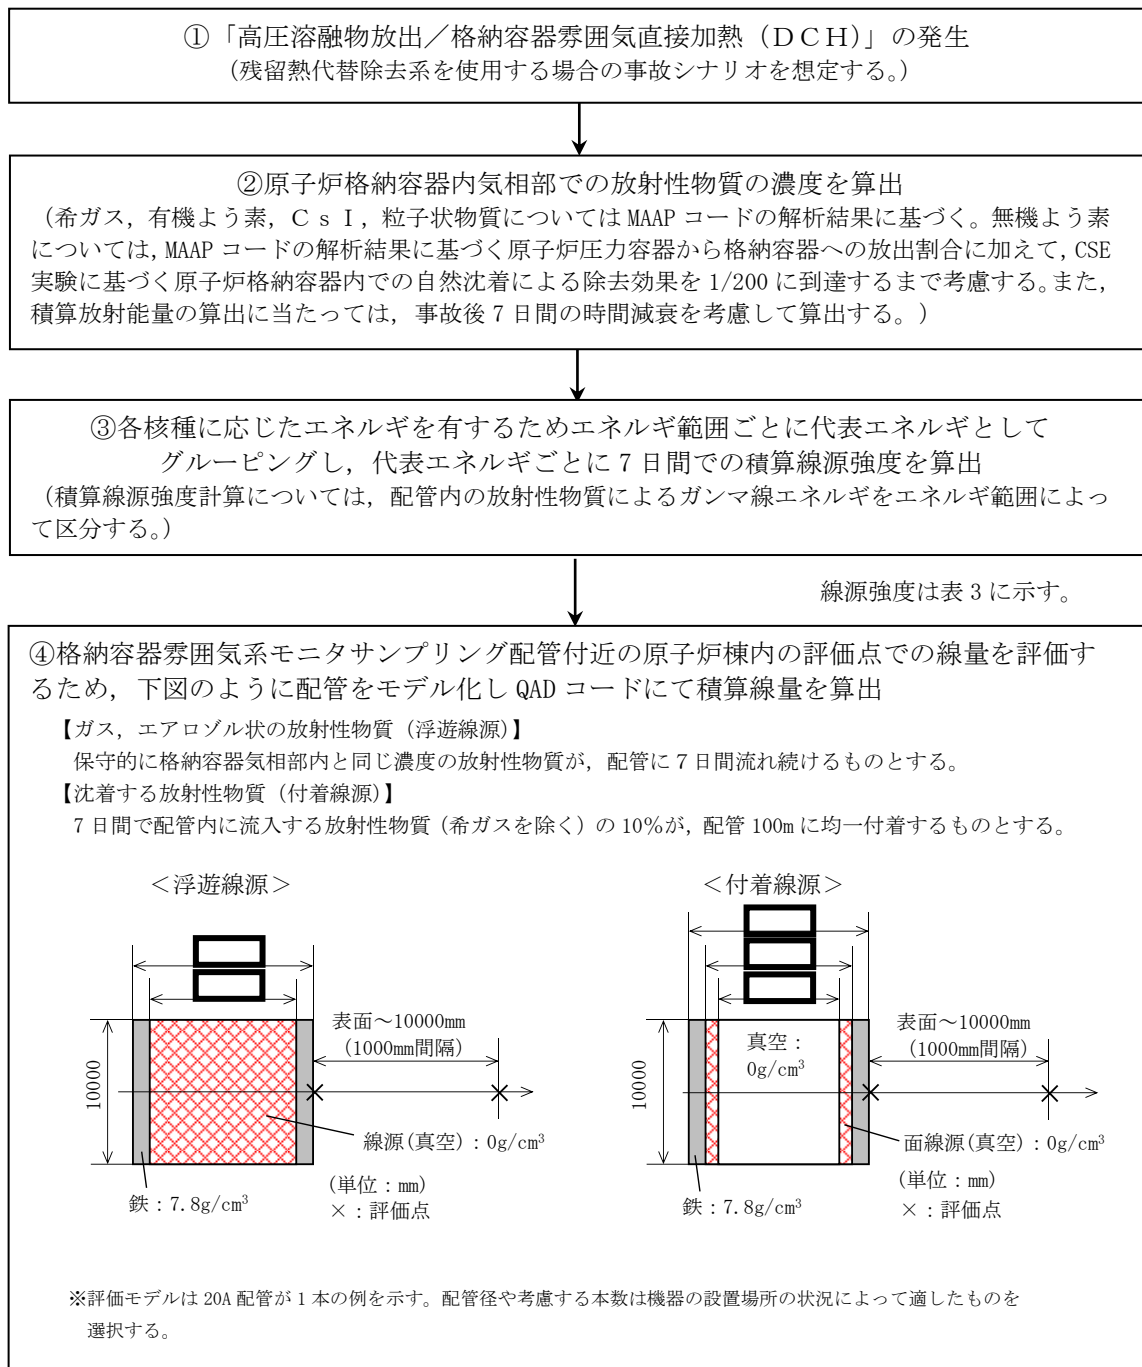 ①「高圧溶融物放出／格納容器雰囲気直接加熱（ＤＣＨ）」の発生
（残留熱代替除去系を使用する場合の事故シナリオを想定する。）
②原子炉格納容器内気相部での放射性物質の濃度を算出
（希ガス，有機よう素，ＣｓＩ，粒子状物質については MAAP コードの解析結果に基づく。無機よう素
については，MAAP コードの解析結果に基づく原子炉圧力容器から格納容器への放出割合に加えて，CSE
実験に基づく原子炉格納容器内での自然沈着による除去効果を 1/200 に到達するまで考慮する。また，
積算放射能量の算出に当たっては，事故後７日間の時間減衰を考慮して算出する。）
③各核種に応じたエネルギを有するためエネルギ範囲ごとに代表エネルギとして
グルーピングし，代表エネルギごとに７日間での積算線源強度を算出
（積算線源強度計算については，配管内の放射性物質によるガンマ線エネルギをエネルギ範囲によっ
て区分する。）
線源強度は表 3 に示す。
④格納容器雰囲気系モニタサンプリング配管付近の原子炉棟内の評価点での線量を評価す
るため，下図のように配管をモデル化し QAD コードにて積算線量を算出
【ガス，エアロゾル状の放射性物質（浮遊線源）】
保守的に格納容器気相部内と同じ濃度の放射性物質が，配管に７日間流れ続けるものとする。
【沈着する放射性物質（付着線源）】
７日間で配管内に流入する放射性物質（希ガスを除く）の 10％が，配管 100m に均一付着するものとする。
＜浮遊線源＞
表面～10000mm
（1000mm間隔）
10000
線源（真空）：0g/cm³
鉄：7.8g/cm³
（単位：mm）
×：評価点
＜付着線源＞
表面～10000mm
（1000mm間隔）
真空：
0g/cm³
10000
面線源（真空）：0g/cm³
鉄：7.8g/cm³
（単位：mm）
×：評価点
※評価モデルは 20A 配管が 1 本の例を示す。配管径や考慮する本数は機器の設置場所の状況によって適したものを
選択する。